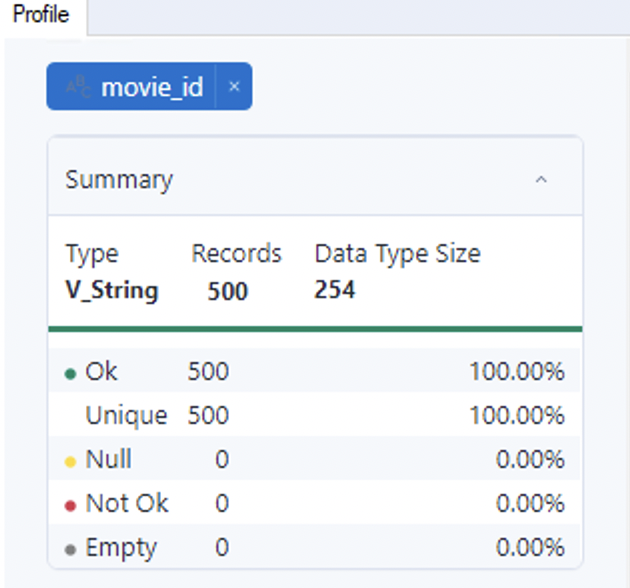 Profile
ABC movie_id ×
Summary
Type Records Data Type Size
V_String 500 254
Ok 500 100.00%
Unique 500 100.00%
Null 0 0.00%
Not Ok 0 0.00%
Empty 0 0.00%